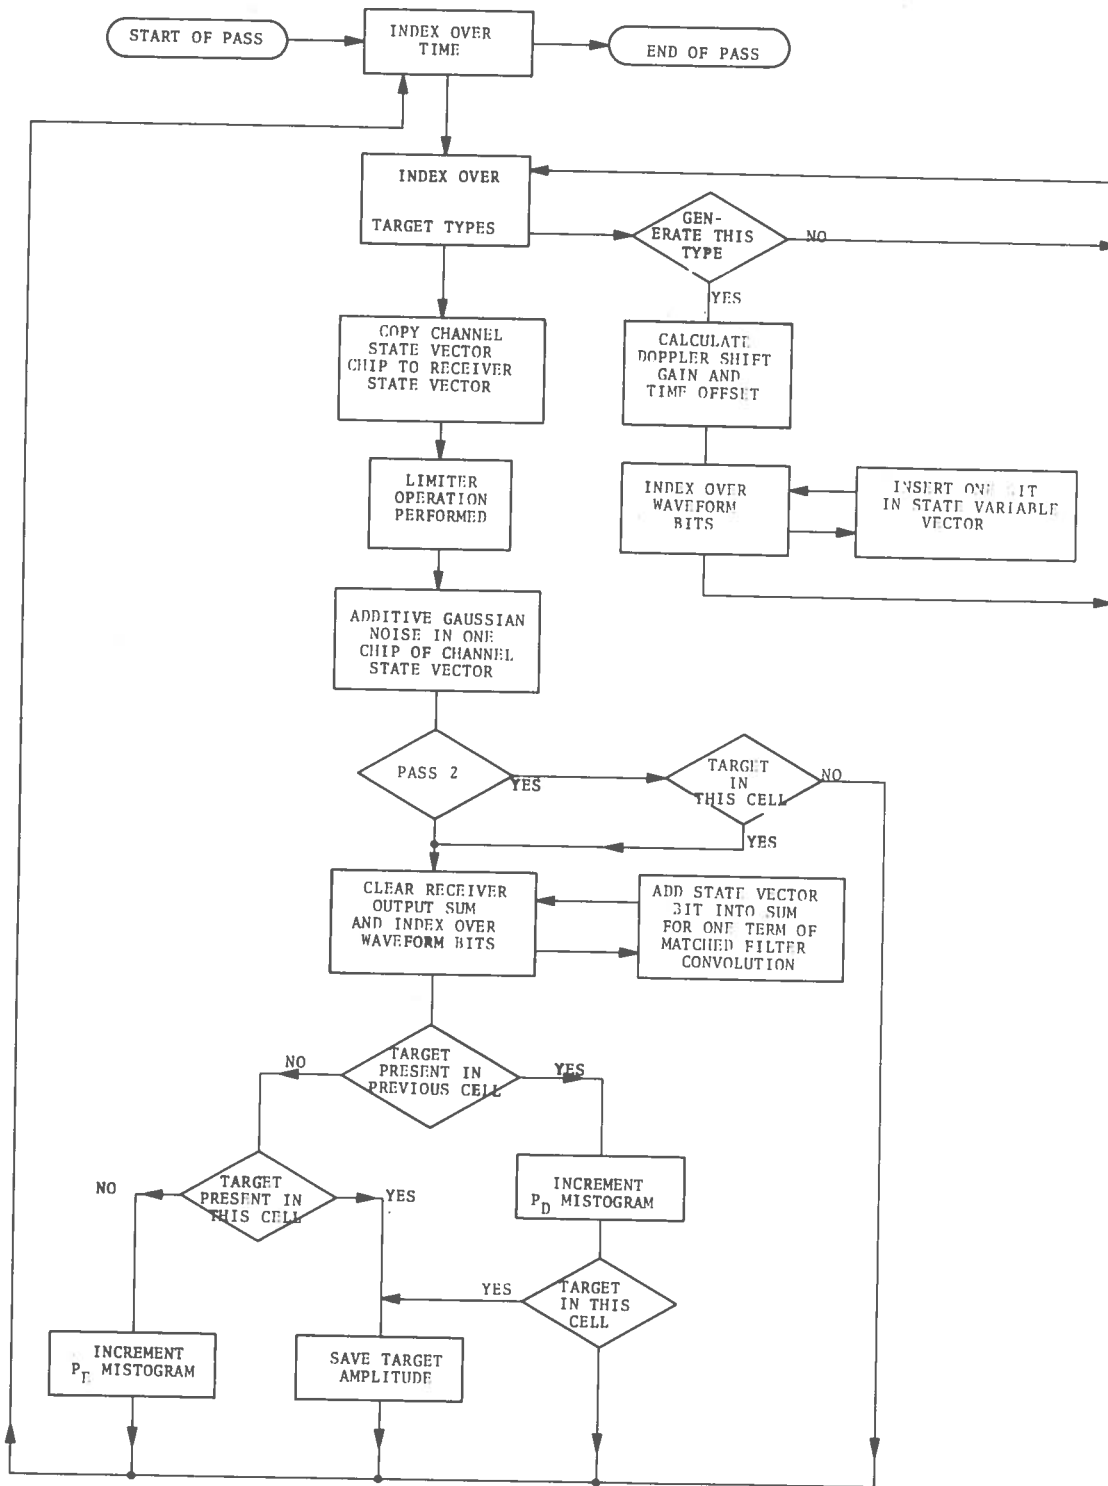 START OF PASS
INDEX OVER
TIME
END OF PASS
INDEX OVER
TARGET TYPES
GEN-
ERATE THIS
TYPE
NO
YES
COPY CHANNEL
STATE VECTOR
CHIP TO RECEIVER
STATE VECTOR
CALCULATE
DOPPLER SHIFT
GAIN AND
TIME OFFSET
LIMITER
OPERATION
PERFORMED
INDEX OVER
WAVEFORM
BITS
INSERT ONE BIT
IN STATE VARIABLE
VECTOR
ADDITIVE GAUSSIAN
NOISE IN ONE
CHIP OF CHANNEL
STATE VECTOR
PASS 2
YES
TARGET
IN
THIS CELL
NO
YES
CLEAR RECEIVER
OUTPUT SUM
AND INDEX OVER
WAVEFORM BITS
ADD STATE VECTOR
BIT INTO SUM
FOR ONE TERM OF
MATCHED FILTER
CONVOLUTION
NO
TARGET
PRESENT IN
PREVIOUS CELL
YES
NO
TARGET
PRESENT IN
THIS CELL
YES
INCREMENT
PD MISTOGRAM
YES
TARGET
IN THIS
CELL
INCREMENT
PF MISTOGRAM
SAVE TARGET
AMPLITUDE